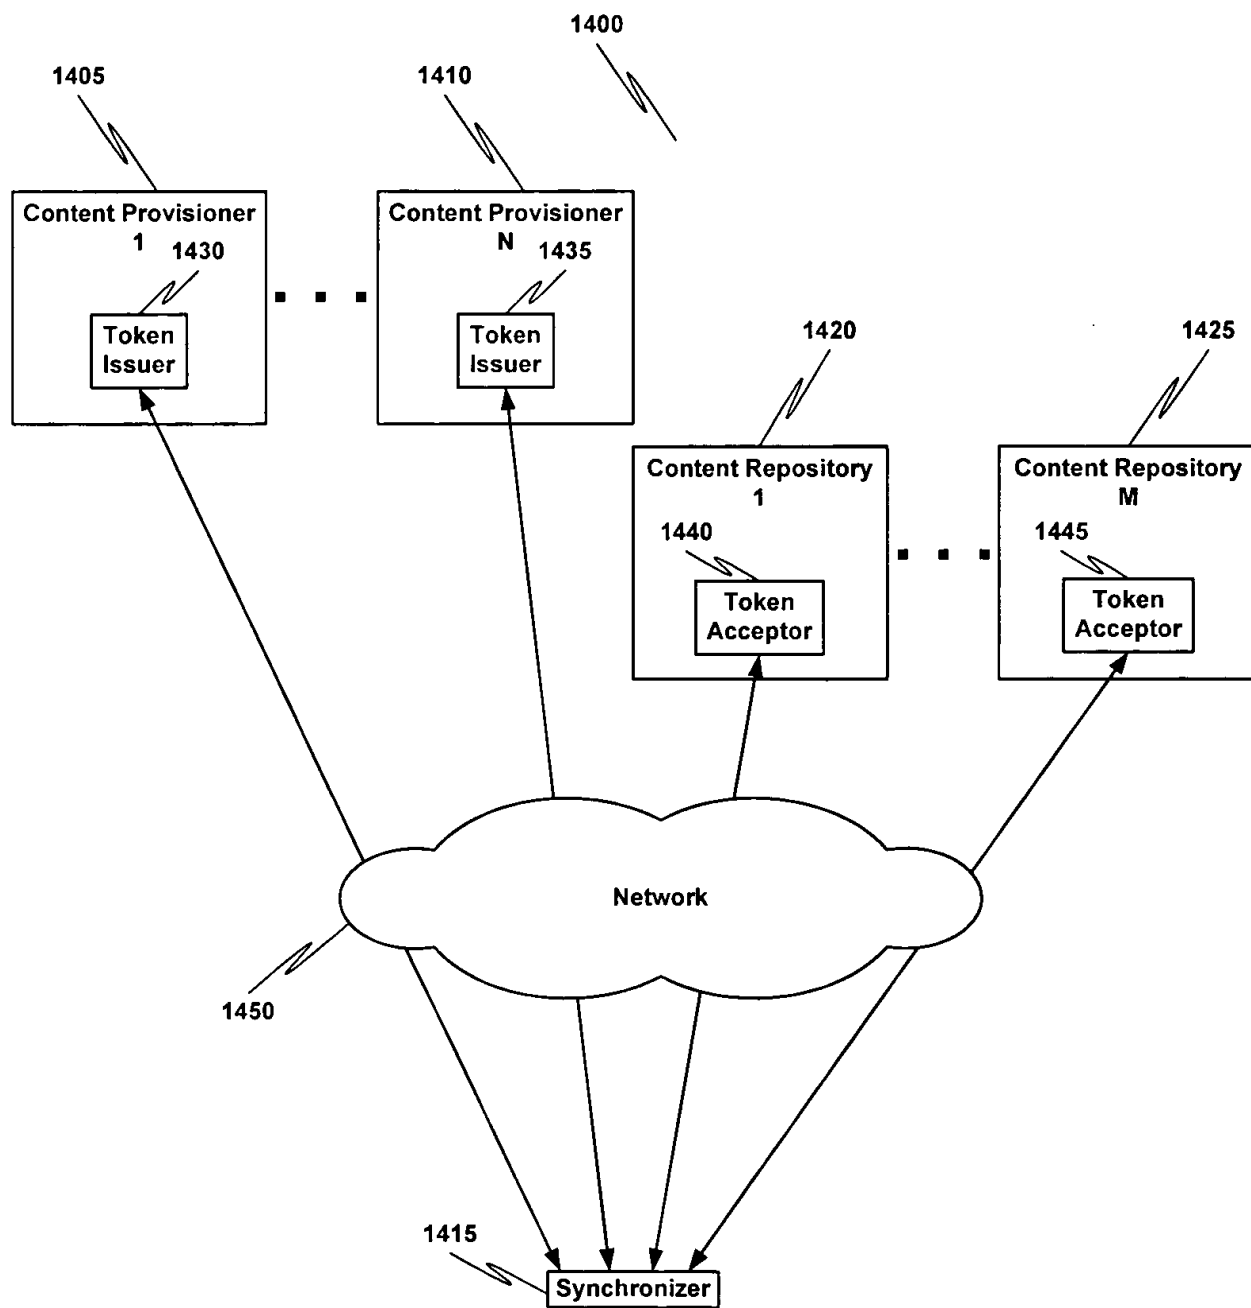 1400
1405
1410
Content Provisioner
1
1430
Token
Issuer
Content Provisioner
N
1435
Token
Issuer
1420
1425
Content Repository
1
1440
Token
Acceptor
Content Repository
M
1445
Token
Acceptor
Network
1450
1415
Synchronizer